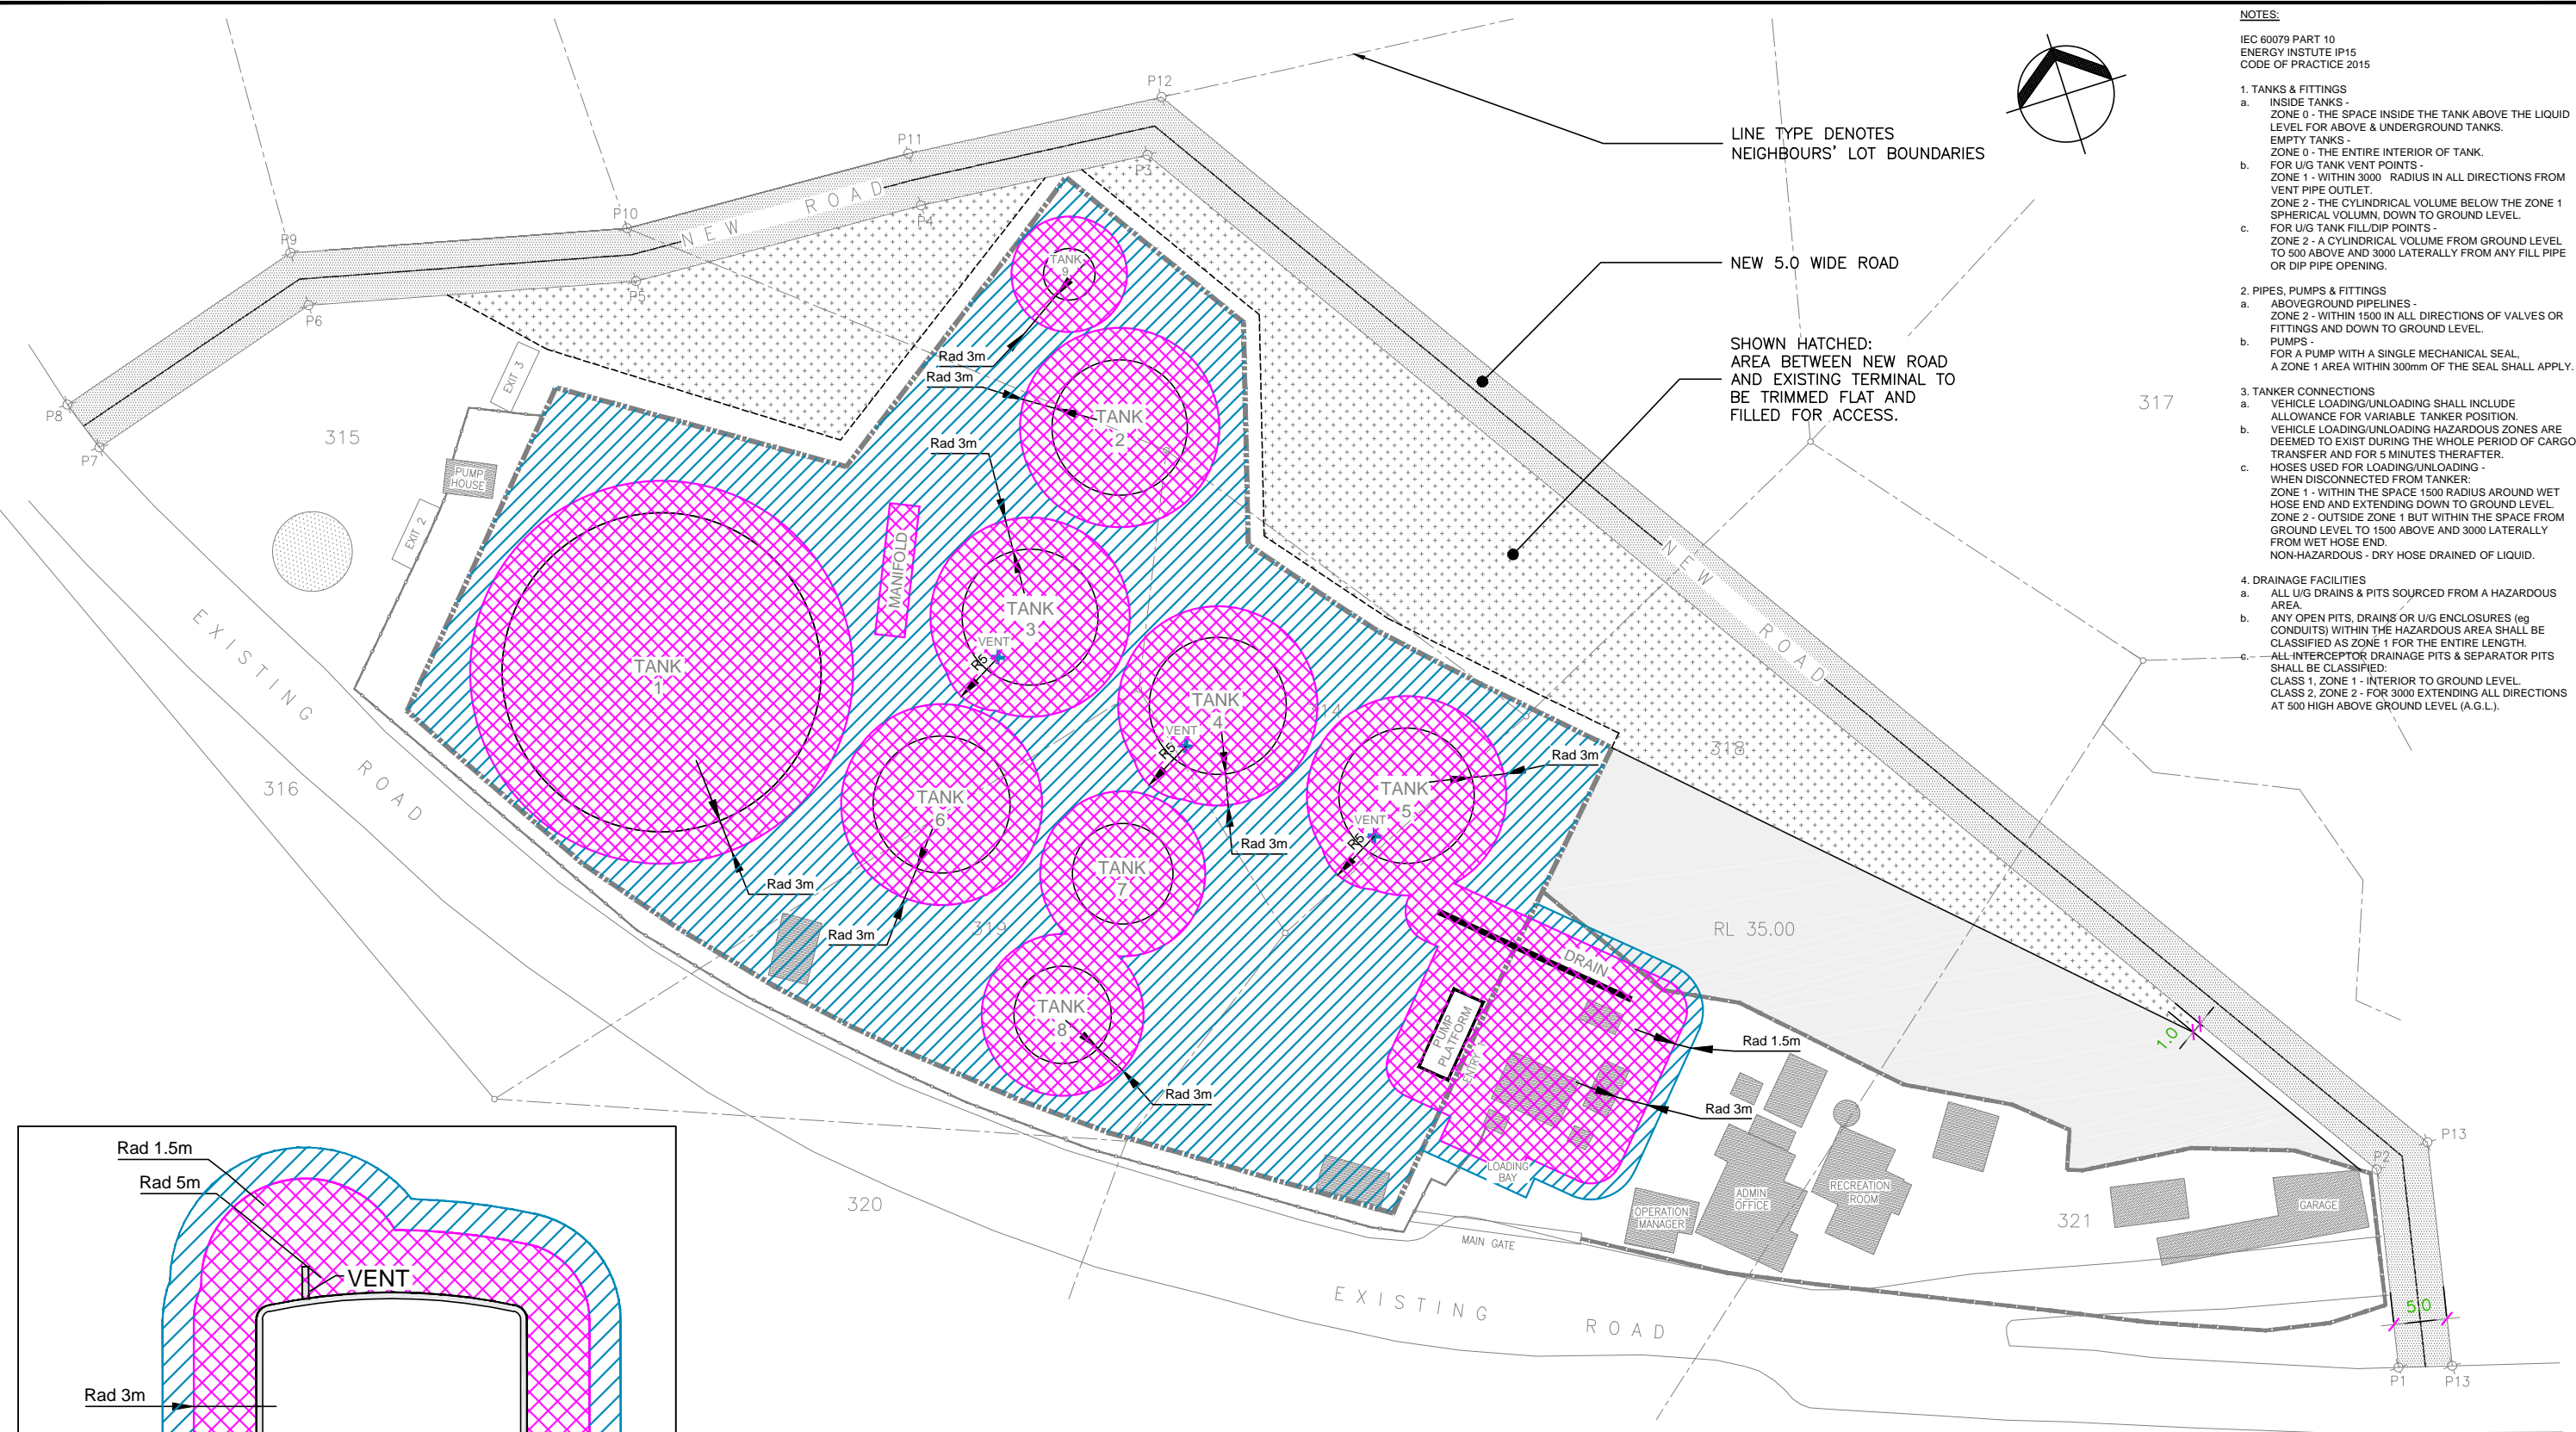 NOTES:
IEC 60079 PART 10
ENERGY INSTUTE IP15
CODE OF PRACTICE 2015
1. TANKS & FITTINGS
a. INSIDE TANKS -
ZONE 0 - THE SPACE INSIDE THE TANK ABOVE THE LIQUID
LEVEL FOR ABOVE & UNDERGROUND TANKS.
EMPTY TANKS -
ZONE 0 - THE ENTIRE INTERIOR OF TANK.
b. FOR U/G TANK VENT POINTS -
ZONE 1 - WITHIN 3000 RADIUS IN ALL DIRECTIONS FROM
VENT PIPE OUTLET.
ZONE 2 - THE CYLINDRICAL VOLUME BELOW THE ZONE 1
SPHERICAL VOLUMN, DOWN TO GROUND LEVEL.
c. FOR U/G TANK FILL/DIP POINTS -
ZONE 2 - A CYLINDRICAL VOLUME FROM GROUND LEVEL
TO 500 ABOVE AND 3000 LATERALLY FROM ANY FILL PIPE
OR DIP PIPE OPENING.
2. PIPES, PUMPS & FITTINGS
a. ABOVEGROUND PIPELINES -
ZONE 2 - WITHIN 1500 IN ALL DIRECTIONS OF VALVES OR
FITTINGS AND DOWN TO GROUND LEVEL.
b. PUMPS -
FOR A PUMP WITH A SINGLE MECHANICAL SEAL,
A ZONE 1 AREA WITHIN 300mm OF THE SEAL SHALL APPLY.
3. TANKER CONNECTIONS
a. VEHICLE LOADING/UNLOADING SHALL INCLUDE
ALLOWANCE FOR VARIABLE TANKER POSITION.
b. VEHICLE LOADING/UNLOADING HAZARDOUS ZONES ARE
DEEMED TO EXIST DURING THE WHOLE PERIOD OF CARGO
TRANSFER AND FOR 5 MINUTES THERAFTER.
c. HOSES USED FOR LOADING/UNLOADING -
WHEN DISCONNECTED FROM TANKER:
ZONE 1 - WITHIN THE SPACE 1500 RADIUS AROUND WET
HOSE END AND EXTENDING DOWN TO GROUND LEVEL.
ZONE 2 - OUTSIDE ZONE 1 BUT WITHIN THE SPACE FROM
GROUND LEVEL TO 1500 ABOVE AND 3000 LATERALLY
FROM WET HOSE END.
NON-HAZARDOUS - DRY HOSE DRAINED OF LIQUID.
4. DRAINAGE FACILITIES
a. ALL U/G DRAINS & PITS SOURCED FROM A HAZARDOUS
AREA.
b. ANY OPEN PITS, DRAINS OR U/G ENCLOSURES (eg
CONDUITS) WITHIN THE HAZARDOUS AREA SHALL BE
CLASSIFIED AS ZONE 1 FOR THE ENTIRE LENGTH.
c. ALL INTERCEPTOR DRAINAGE PITS & SEPARATOR PITS
SHALL BE CLASSIFIED:
CLASS 1, ZONE 1 - INTERIOR TO GROUND LEVEL.
CLASS 2, ZONE 2 - FOR 3000 EXTENDING ALL DIRECTIONS
AT 500 HIGH ABOVE GROUND LEVEL (A.G.L.).
LINE TYPE DENOTES
NEIGHBOURS' LOT BOUNDARIES
NEW 5.0 WIDE ROAD
SHOWN HATCHED:
AREA BETWEEN NEW ROAD
AND EXISTING TERMINAL TO
BE TRIMMED FLAT AND
FILLED FOR ACCESS.
P12
P11
P3
P10
P4
P9
P5
P6
P8
P7
NEW ROAD
NEW ROAD
317
315
316
314
318
319
320
321
EXIT 3
EXIT 2
PUMP
HOUSE
EXISTING ROAD
TANK
9
Rad 3m
Rad 3m
TANK
2
Rad 3m
MANIFOLD
TANK
3
VENT
R5
TANK
1
Rad 3m
TANK
4
VENT
R5
Rad 3m
TANK
5
VENT
R5
Rad 3m
TANK
6
Rad 3m
TANK
7
TANK
8
Rad 3m
RL 35.00
DRAIN
PUMP
PLATFORM
ENTRY 1
Rad 1.5m
Rad 3m
LOADING
BAY
MAIN GATE
OPERATION
MANAGER
ADMIN
OFFICE
RECREATION
ROOM
GARAGE
1.0
P13
P2
5.0
P1
P13
EXISTING ROAD
Rad 1.5m
Rad 5m
VENT
Rad 3m